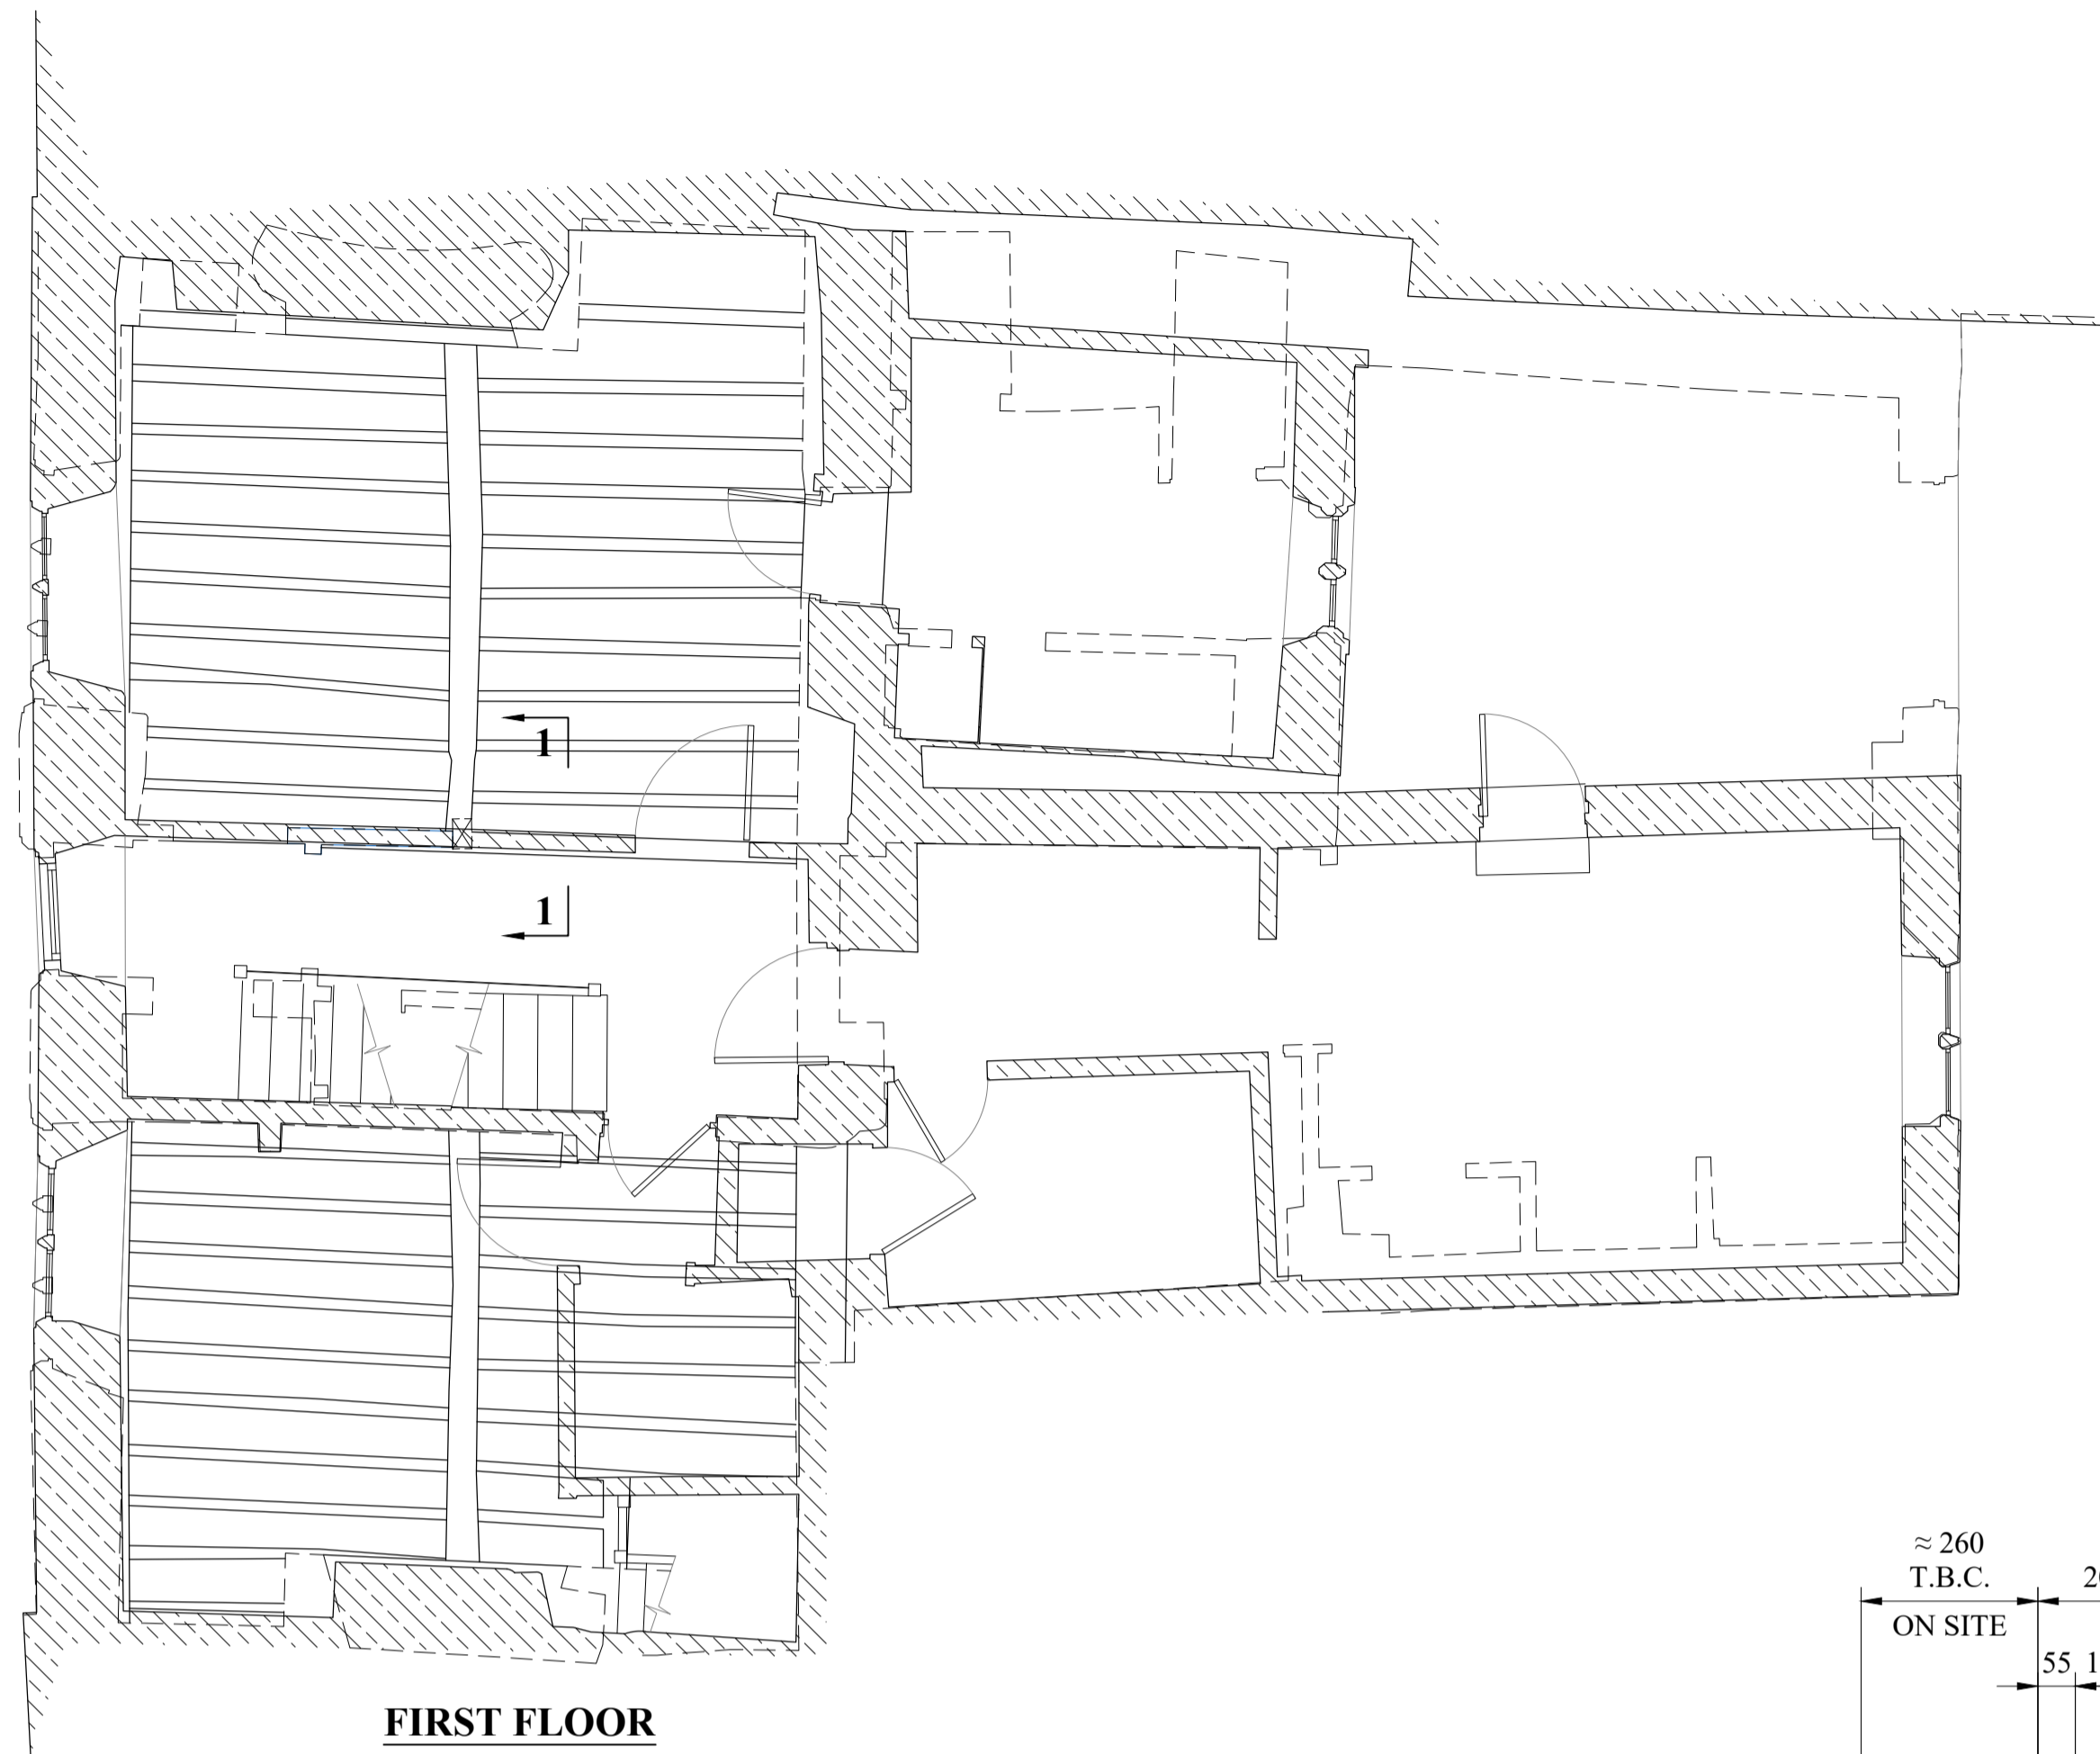 1
1
≈ 260
T.B.C.
ON SITE
55
FIRST FLOOR